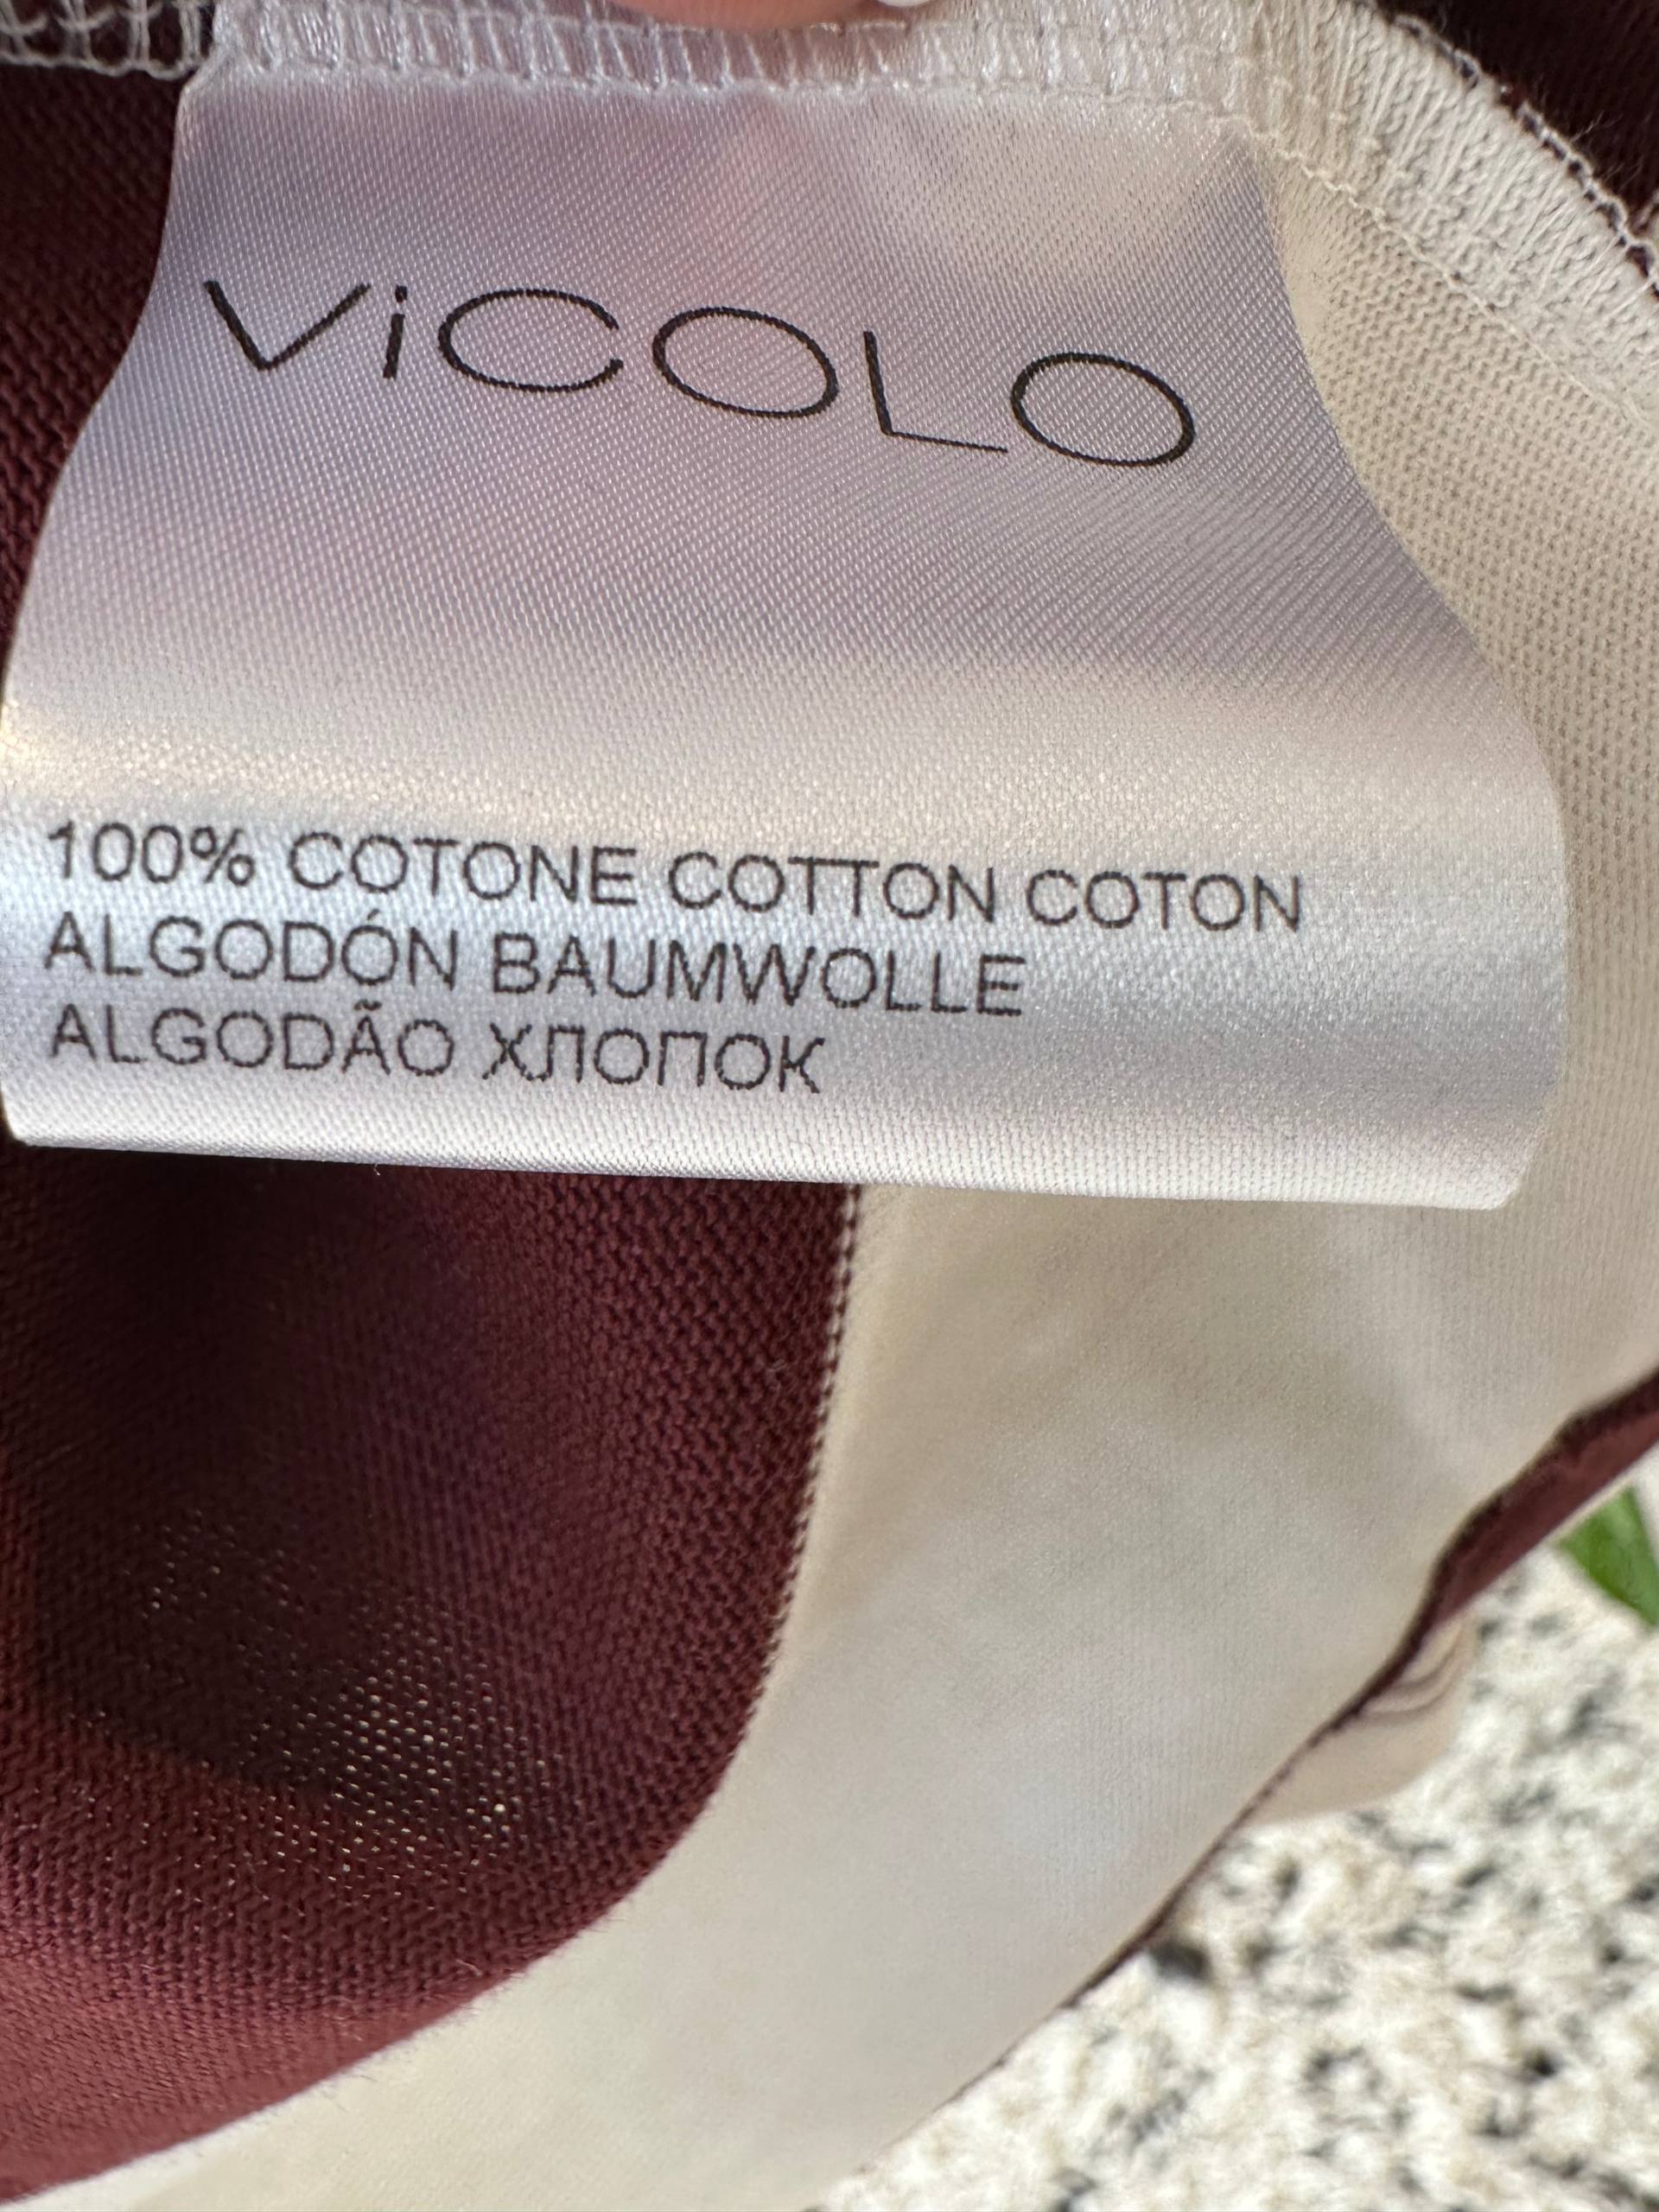 ViCOLO
100% COTONE COTTON COTON
ALGODÓN BAUMWOLLE
ALGODÃO ХЛОПОК